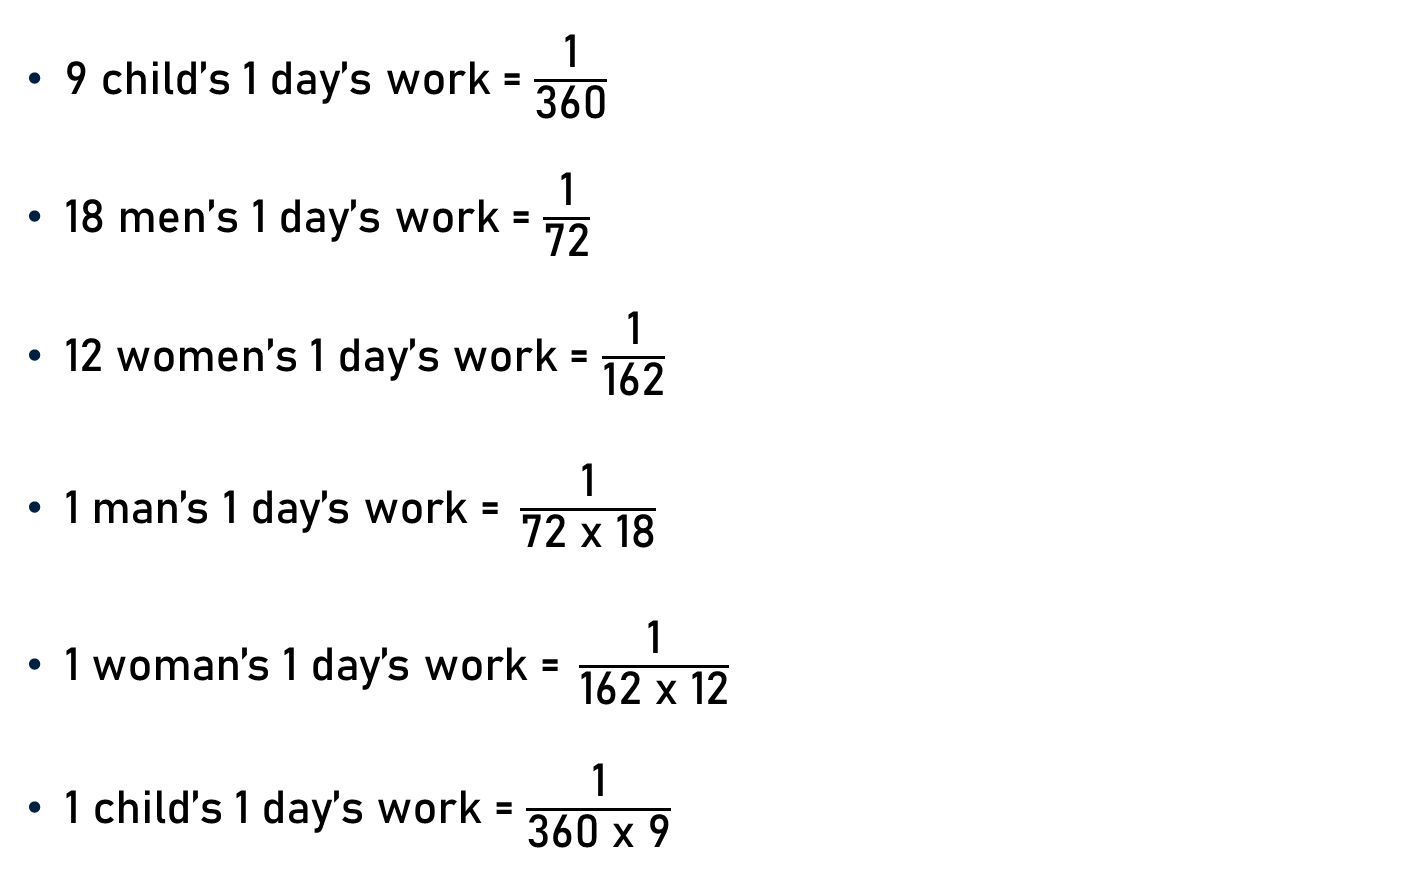 • 9 child’s 1 day’s work = 1/360
• 18 men’s 1 day’s work = 1/72
• 12 women’s 1 day’s work = 1/162
• 1 man’s 1 day’s work = 1/(72 x 18)
• 1 woman’s 1 day’s work = 1/(162 x 12)
• 1 child’s 1 day’s work = 1/(360 x 9)